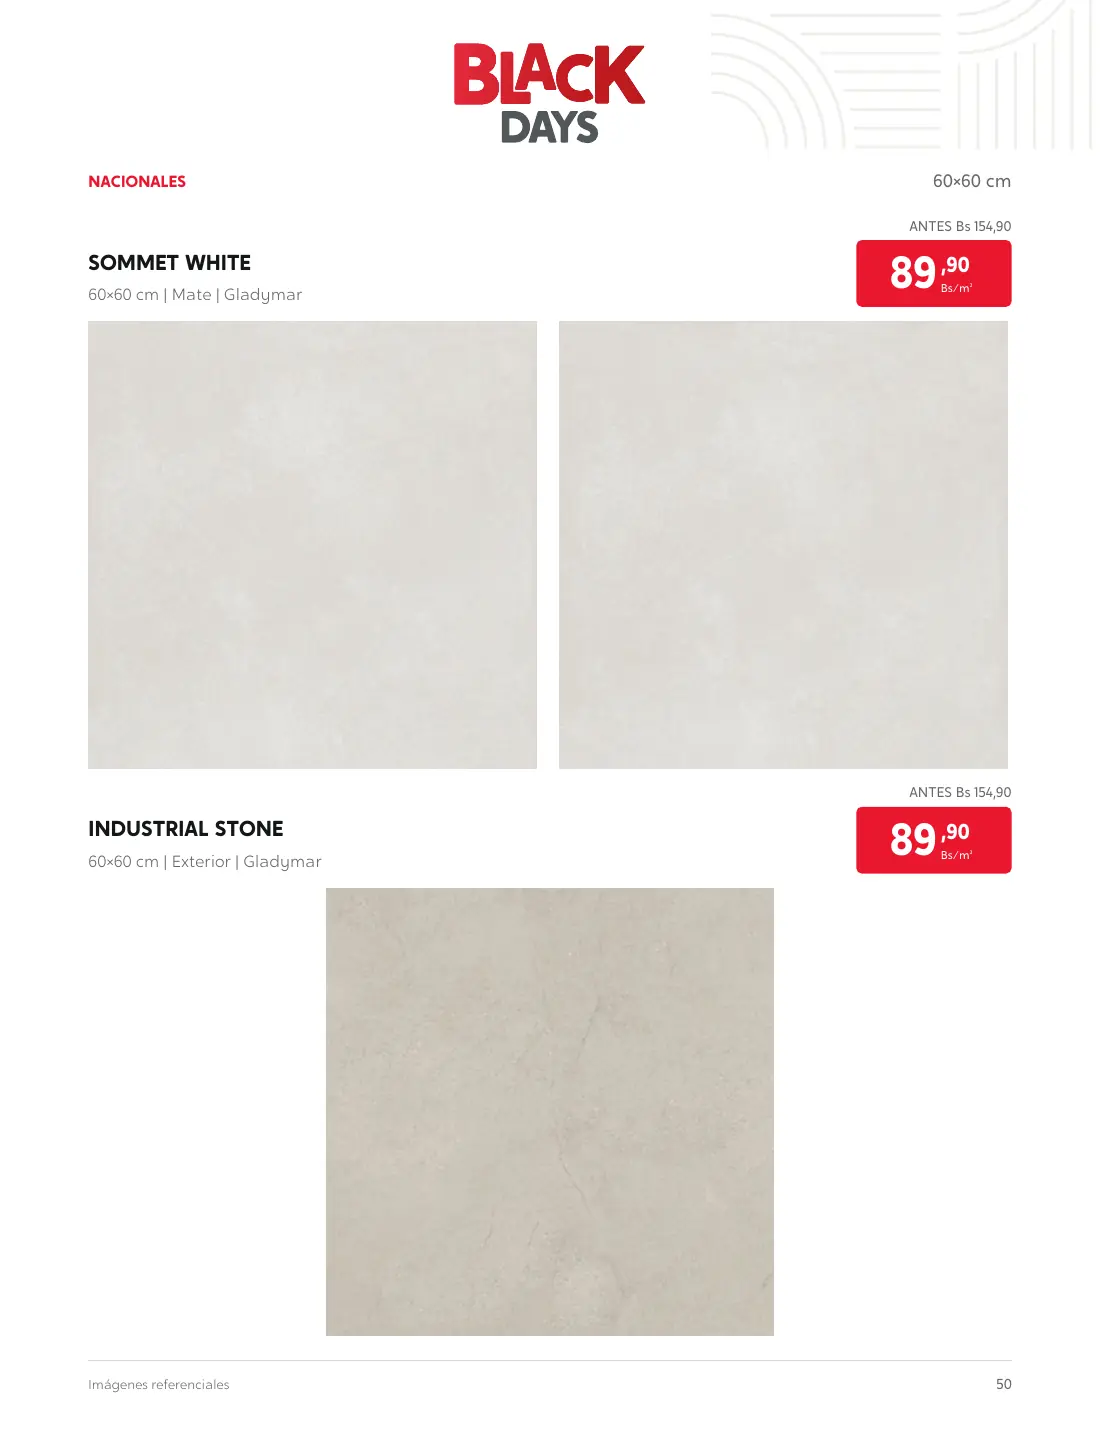 BLACK
DAYS
NACIONALES
60×60 cm
ANTES Bs 154,90
SOMMET WHITE
89,90
Bs/m²
60×60 cm | Mate | Gladymar
ANTES Bs 154,90
INDUSTRIAL STONE
89,90
Bs/m²
60×60 cm | Exterior | Gladymar
Imágenes referenciales
50